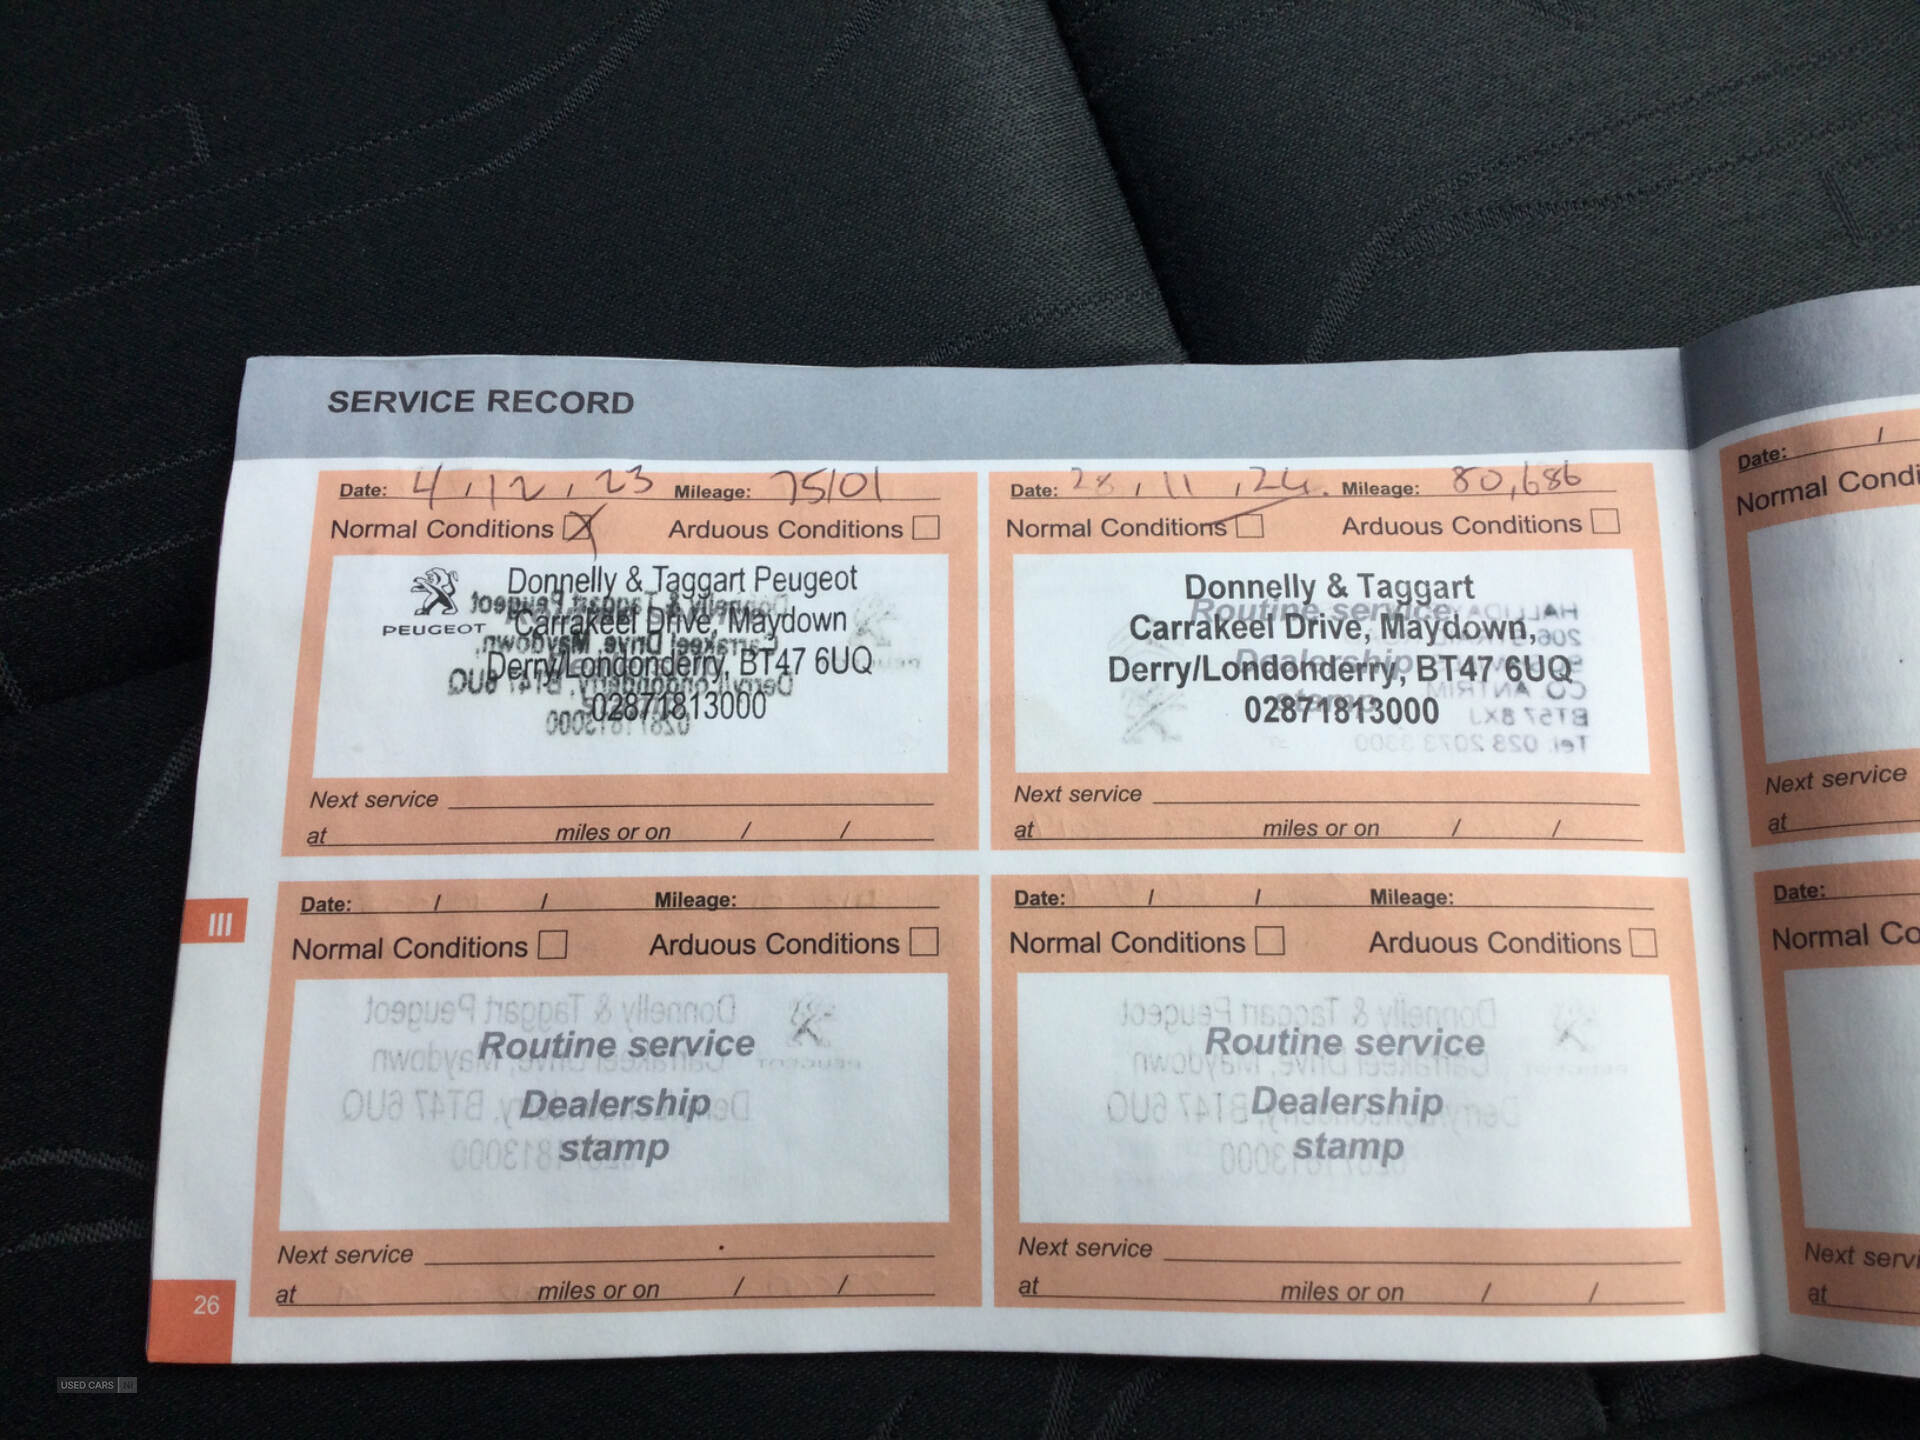 SERVICE RECORD
Date: 4 / 12 / 23 Mileage: 75101
Normal Conditions Arduous Conditions
Donnelly & Taggart Peugeot
Carrakeel Drive, Maydown
PEUGEOT
Derry/Londonderry, BT47 6UQ
02871813000
Next service
at miles or on / /
Date: 28 / 11 / 24. Mileage: 80,686
Normal Conditions Arduous Conditions
Donnelly & Taggart
Routine service
Carrakeel Drive, Maydown,
Dealership
Derry/Londonderry, BT47 6UQ
stamp
02871813000
Next service
at miles or on / /
Date: / / Mileage:
Normal Conditions Arduous Conditions
Routine service
Dealership
stamp
Next service
at miles or on / /
Date: / / Mileage:
Normal Conditions Arduous Conditions
Routine service
Dealership
stamp
Next service
at miles or on / /
III
26
Date: /
Normal Condi
Next service
at
Date:
Normal Co
Next servi
at
USED CARS NI